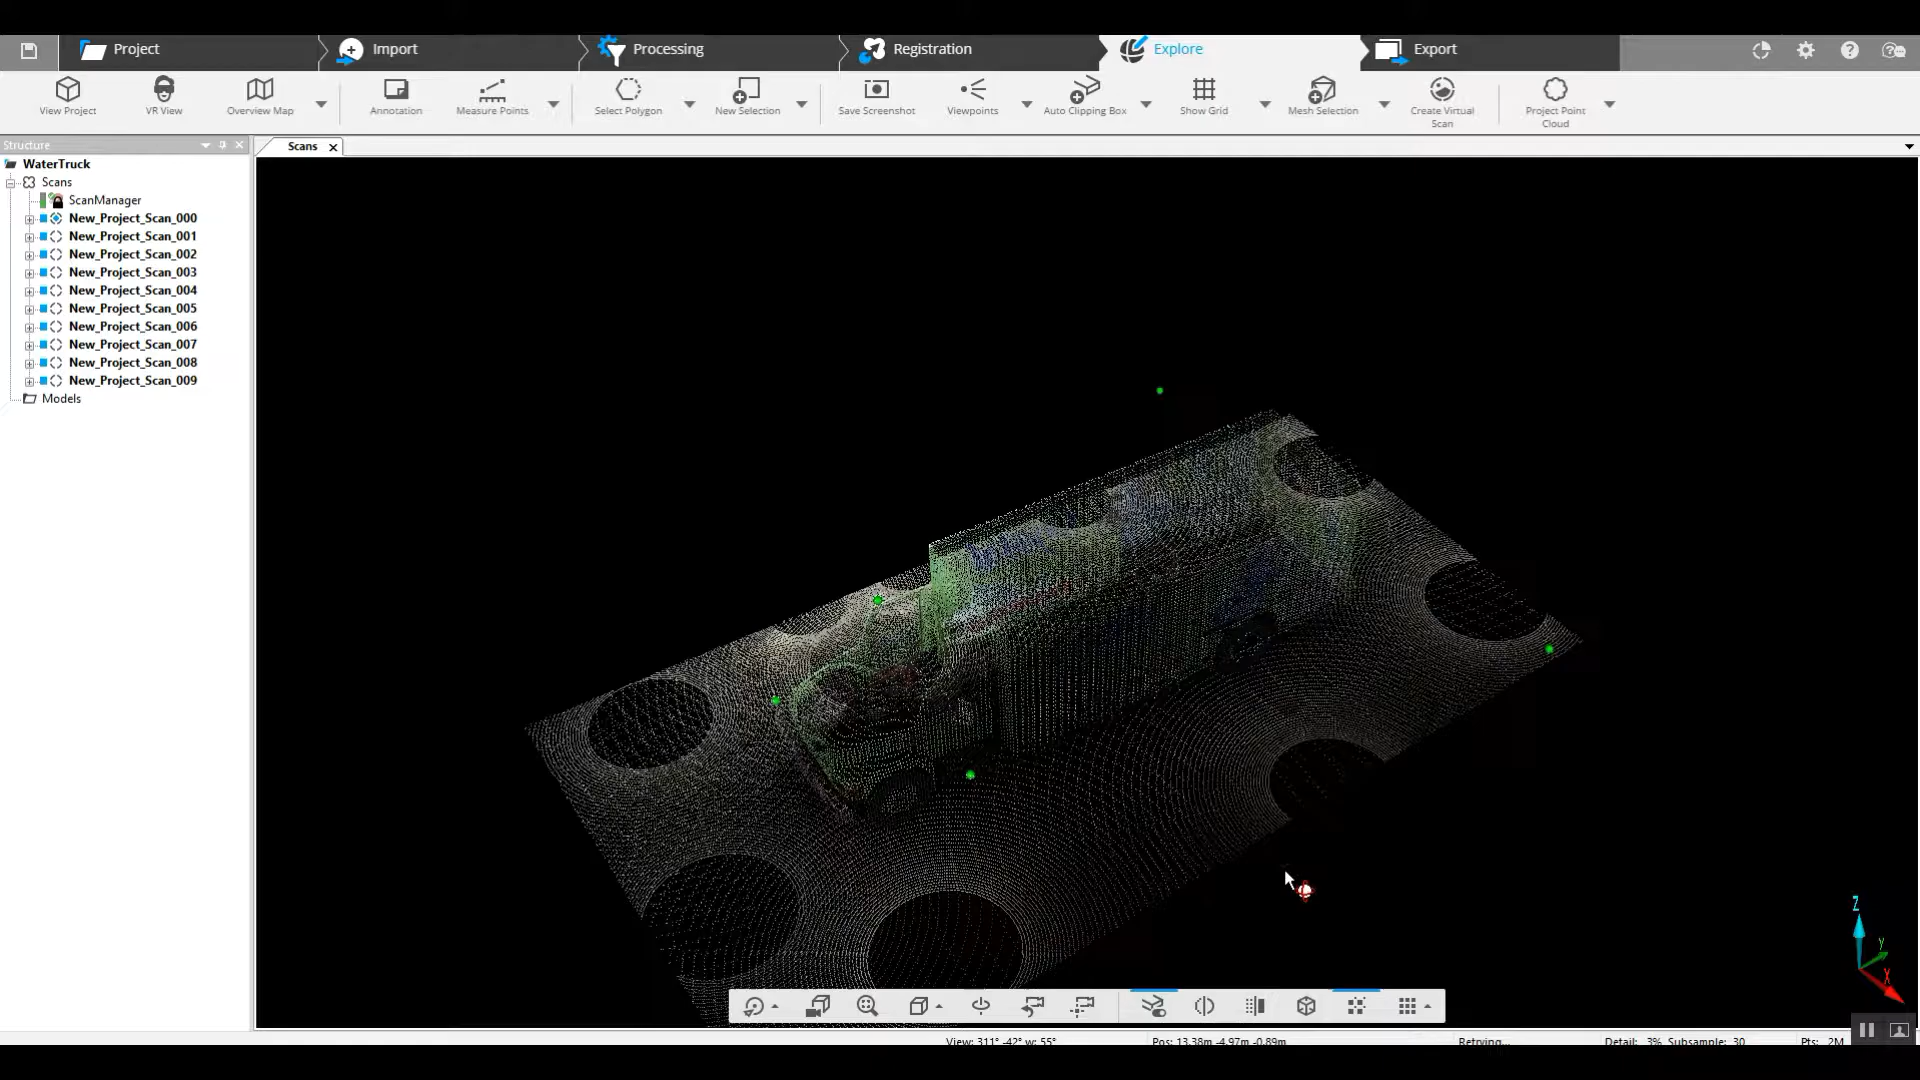 Project
Import
Processing
Registration
Explore
Export
View Project
VR View
Overview Map
Annotation
Measure Points
Select Polygon
New Selection
Save Screenshot
Viewpoints
Auto Clipping Box
Show Grid
Mesh Selection
Create Virtual
Scan
Project Point
Cloud
Structure
Scans
WaterTruck
Scans
ScanManager
New_Project_Scan_000
New_Project_Scan_001
New_Project_Scan_002
New_Project_Scan_003
New_Project_Scan_004
New_Project_Scan_005
New_Project_Scan_006
New_Project_Scan_007
New_Project_Scan_008
New_Project_Scan_009
Models
Z
y
X
View: 311° -42° w: 55°
Pos: 13.38m -4.97m -0.89m
Retrying...
Detail: 3% Subsample: 30
Pts: 2M